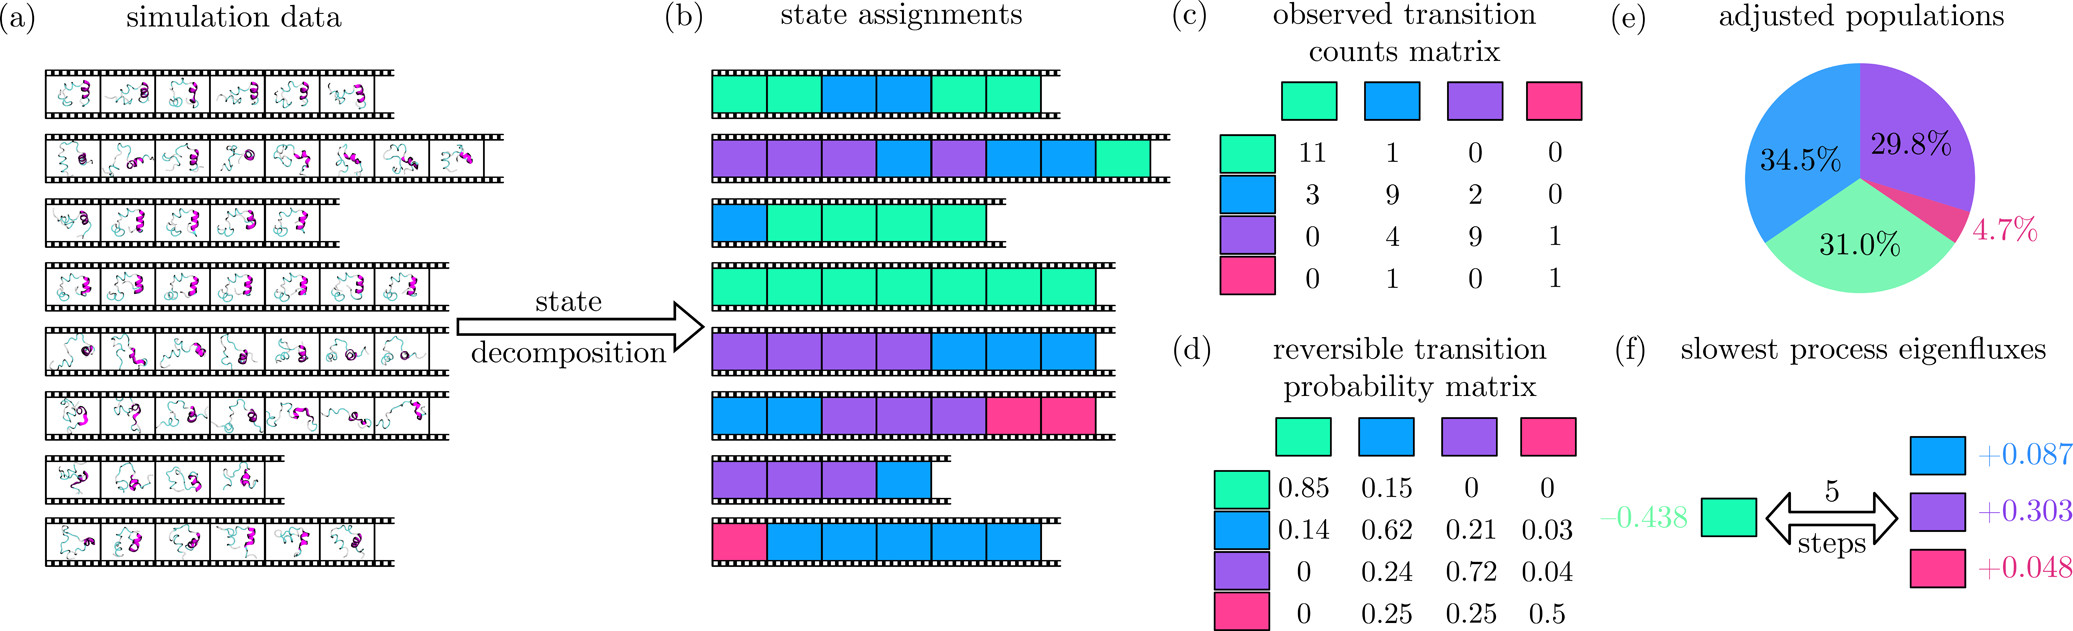 (a) simulation data
(b) state assignments
state
decomposition
(c) observed transition
counts matrix
11 1 0 0
3 9 2 0
0 4 9 1
0 1 0 1
(d) reversible transition
probability matrix
0.85 0.15 0 0
0.14 0.62 0.21 0.03
0 0.24 0.72 0.04
0 0.25 0.25 0.5
(e) adjusted populations
34.5% 29.8%
4.7%
31.0%
(f) slowest process eigenfluxes
–0.438
5
steps
+0.087
+0.303
+0.048